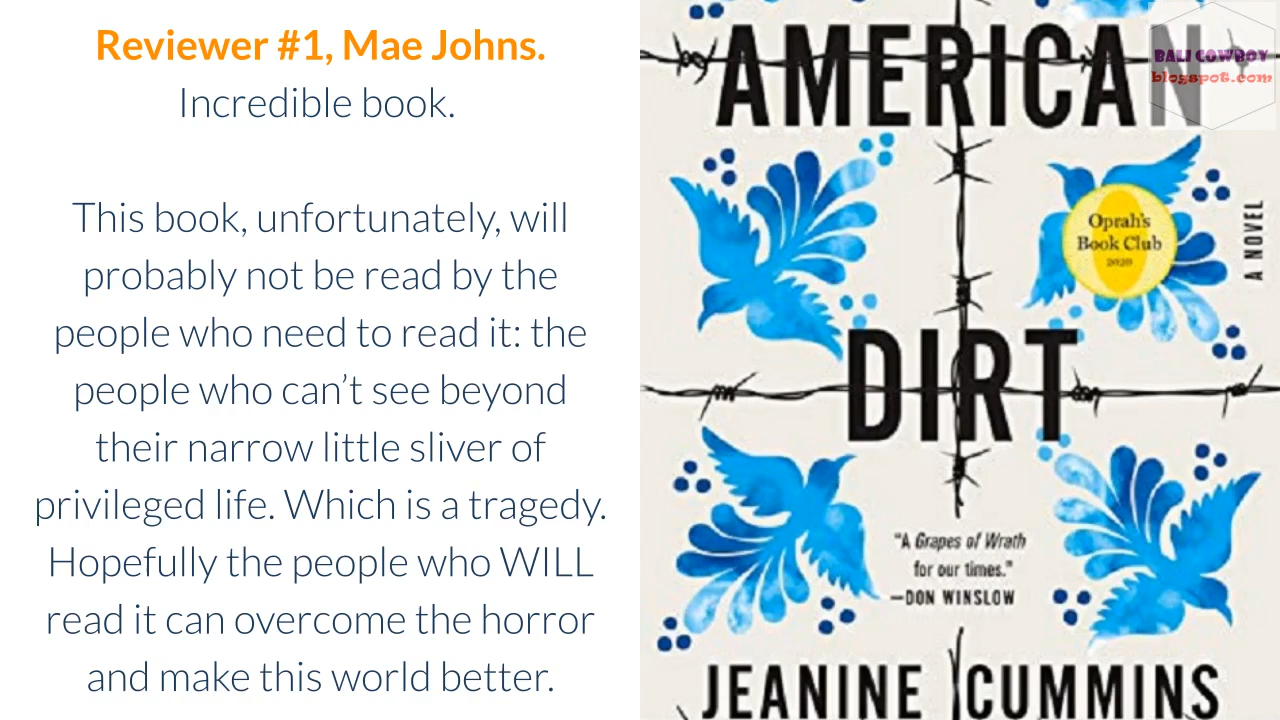 Reviewer #1, Mae Johns.
Incredible book.
This book, unfortunately, will
probably not be read by the
people who need to read it: the
people who can’t see beyond
their narrow little sliver of
privileged life. Which is a tragedy.
Hopefully the people who WILL
read it can overcome the horror
and make this world better.
AMERICAN
BALI COWBOY
blogspot.com
Oprah's
Book Club
2020
A NOVEL
DIRT
“A Grapes of Wrath
for our times.”
—DON WINSLOW
JEANINE CUMMINS